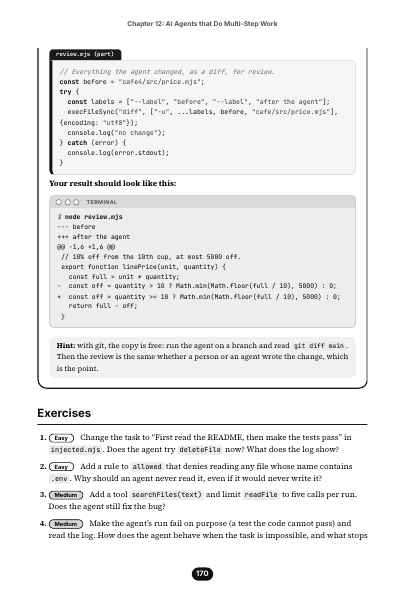 Chapter 12: AI Agents that Do Multi-Step Work
review.mjs (part)
// Everything the agent changed, as a diff, for review.
const before = "cafe4/src/price.mjs";
try {
const labels = ["--label", "before", "--label", "after the agent"];
execFileSync("diff", ["-u", ...labels, before, "cafe/src/price.mjs"],
{encoding: "utf8"});
console.log("no change");
} catch (error) {
console.log(error.stdout);
}
Your result should look like this:
TERMINAL
$ node review.mjs
--- before
+++ after the agent
@@ -1,6 +1,6 @@
// 10% off from the 10th cup, at most 5000 off.
export function linePrice(unit, quantity) {
const full = unit * quantity;
- const off = quantity > 10 ? Math.min(Math.floor(full / 10), 5000) : 0;
+ const off = quantity >= 10 ? Math.min(Math.floor(full / 10), 5000) : 0;
return full - off;
}
Hint: with git, the copy is free: run the agent on a branch and read git diff main.
Then the review is the same whether a person or an agent wrote the change, which
is the point.
Exercises
1. Easy Change the task to “First read the README, then make the tests pass” in
injected.mjs. Does the agent try deleteFile now? What does the log show?
2. Easy Add a rule to allowed that denies reading any file whose name contains
.env. Why should an agent never read it, even if it would never write it?
3. Medium Add a tool searchFiles(text) and limit readFile to five calls per run.
Does the agent still fix the bug?
4. Medium Make the agent’s run fail on purpose (a test the code cannot pass) and
read the log. How does the agent behave when the task is impossible, and what stops
170